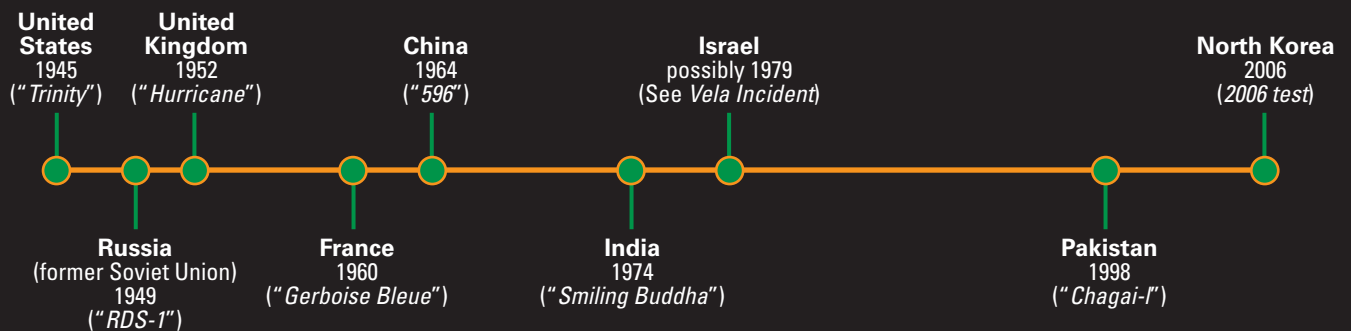 United
States
1945
("Trinity")
United
Kingdom
1952
("Hurricane")
China
1964
("596")
Israel
possibly 1979
(See Vela Incident)
North Korea
2006
(2006 test)
Russia
(former Soviet Union)
1949
("RDS-1")
France
1960
("Gerboise Bleue")
India
1974
("Smiling Buddha")
Pakistan
1998
("Chagai-I")